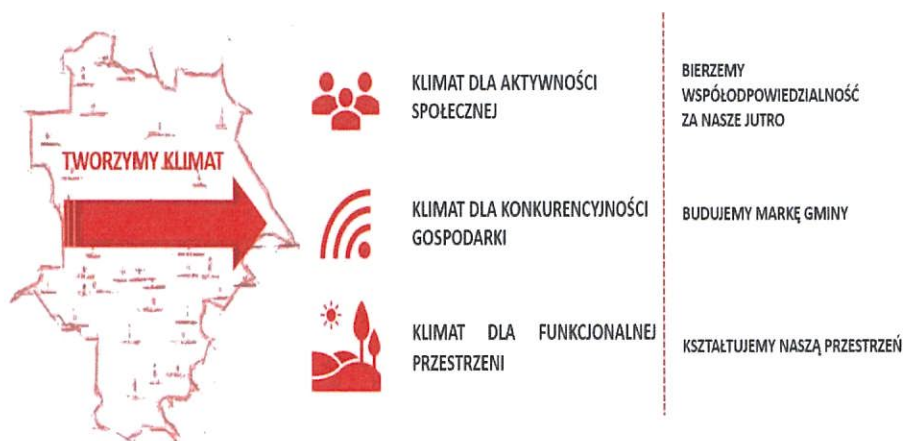 TWORZYMY KLIMAT
KLIMAT DLA AKTYWNOŚCI
SPOŁECZNEJ
BIERZEMY
WSPÓŁODPOWIEDZIALNOŚĆ
ZA NASZE JUTRO
KLIMAT DLA KONKURENCYJNOŚCI
GOSPODARKI
BUDUJEMY MARKĘ GMINY
KLIMAT DLA FUNKCJONALNEJ
PRZESTRZENI
KSZTAŁTUJEMY NASZĄ PRZESTRZEŃ